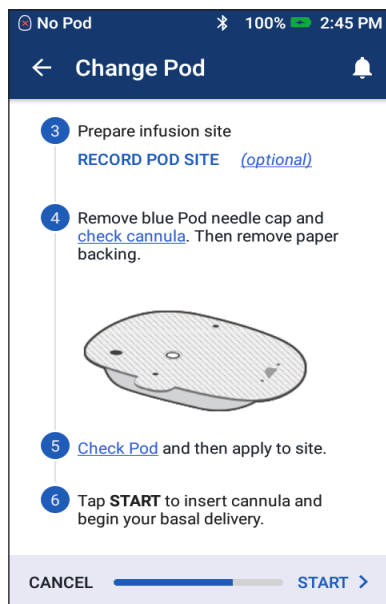 No Pod 100% 2:45 PM
Change Pod
3 Prepare infusion site
RECORD POD SITE (optional)
4 Remove blue Pod needle cap and
check cannula. Then remove paper
backing.
5 Check Pod and then apply to site.
6 Tap START to insert cannula and
begin your basal delivery.
CANCEL START